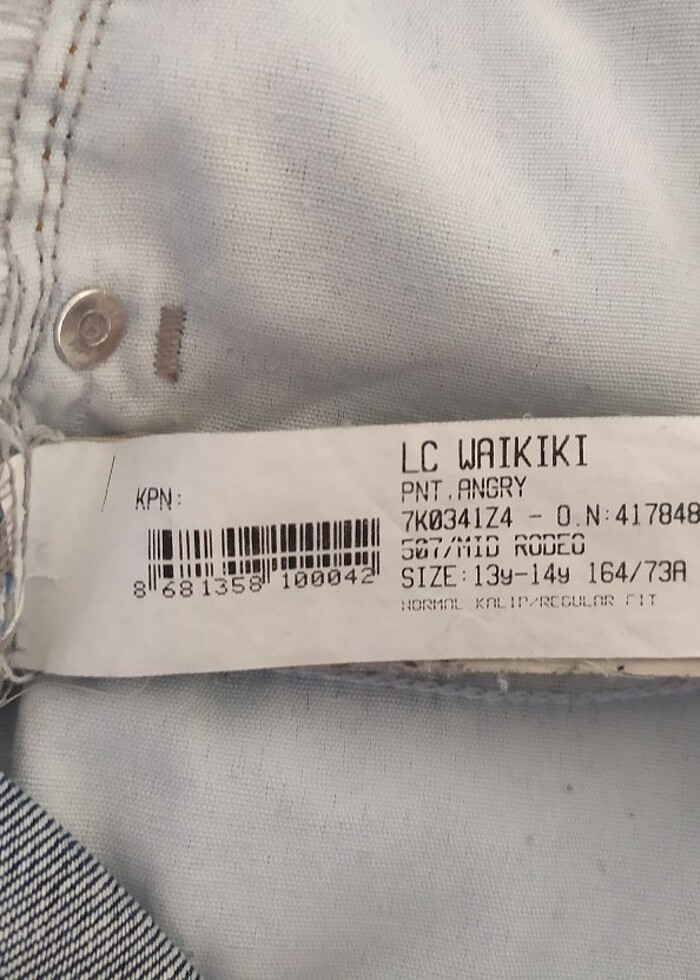 LC WAIKIKI
KPN:
PNT.ANGRY
7K0341Z4 - O.N:417848
507/MID RODEO
SIZE:13y-14y 164/73A
NORMAL KALIP/REGULAR FIT
8 681358 100042